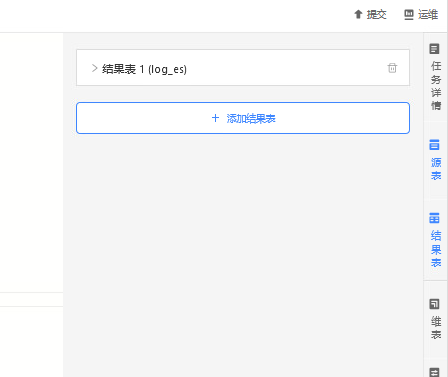 提交 运维
结果表 1 (log_es)
+ 添加结果表
任务详情
源表
结果表
维表